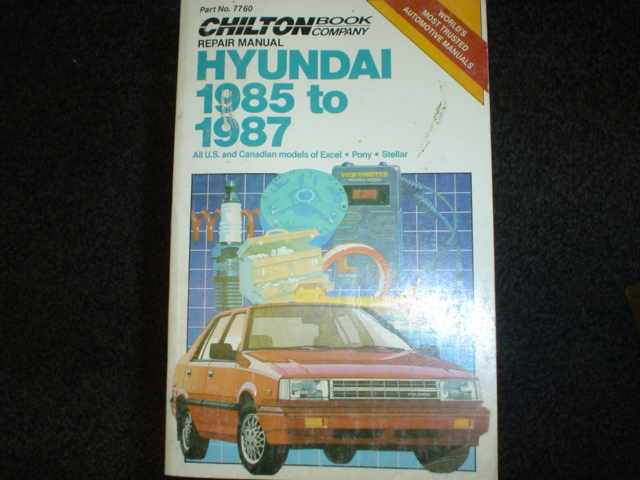 Part No. 7760
CHILTON BOOK COMPANY
REPAIR MANUAL
HYUNDAI
1985 to
1987
All U.S. and Canadian models of Excel • Pony • Stellar
WORLD'S
MOST TRUSTED
AUTOMOTIVE MANUALS